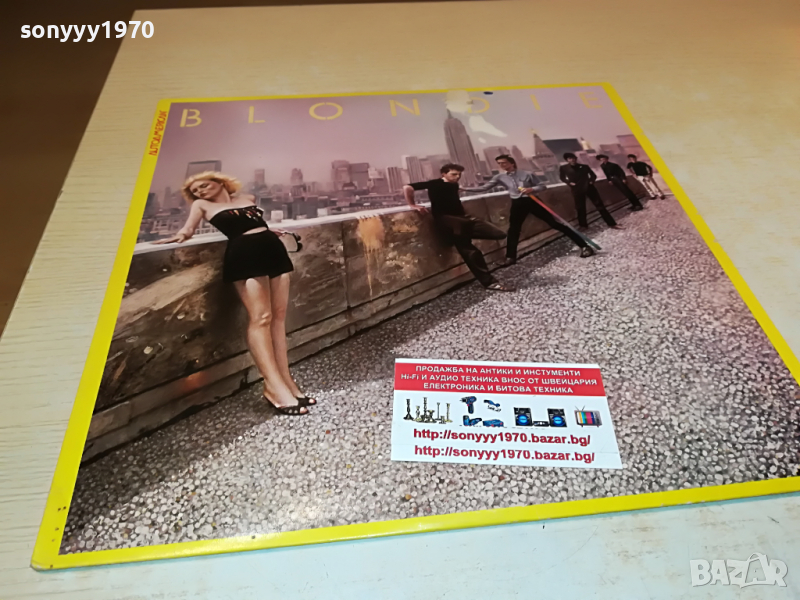 sonyyy1970
AUTOAMERICAN
BLONDIE
ПРОДАЖБА НА АНТИКИ И ИНСТУМЕНТИ
Hi-Fi И АУДИО ТЕХНИКА ВНОС ОТ ШВЕЙЦАРИЯ
ЕЛЕКТРОНИКА И БИТОВА ТЕХНИКА
http://sonyyy1970.bazar.bg/
http://sonyyy1970.bazar.bg/
sonyyy1970
BAZAR